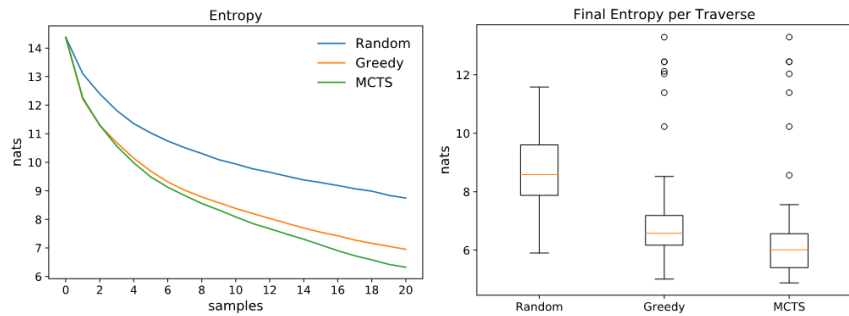 Entropy
nats
14
13
12
11
10
9
8
7
6
0 2 4 6 8 10 12 14 16 18 20
samples
Random
Greedy
MCTS
Final Entropy per Traverse
nats
12
10
8
6
Random Greedy MCTS